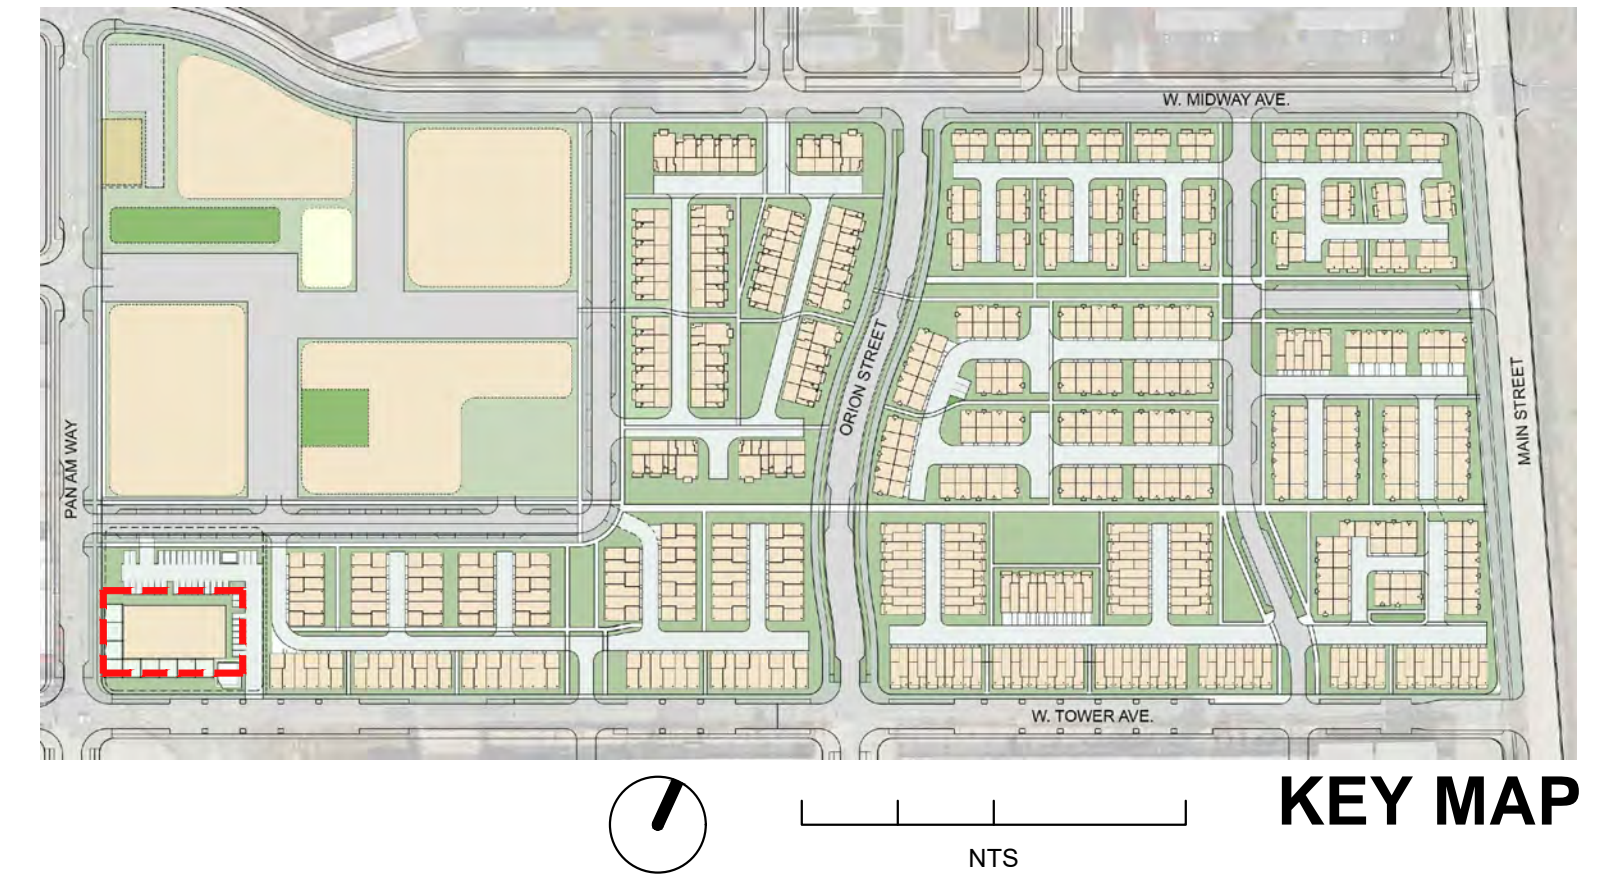 W. MIDWAY AVE.
ORION STREET
MAIN STREET
PAN AM WAY
W. TOWER AVE.
KEY MAP
NTS